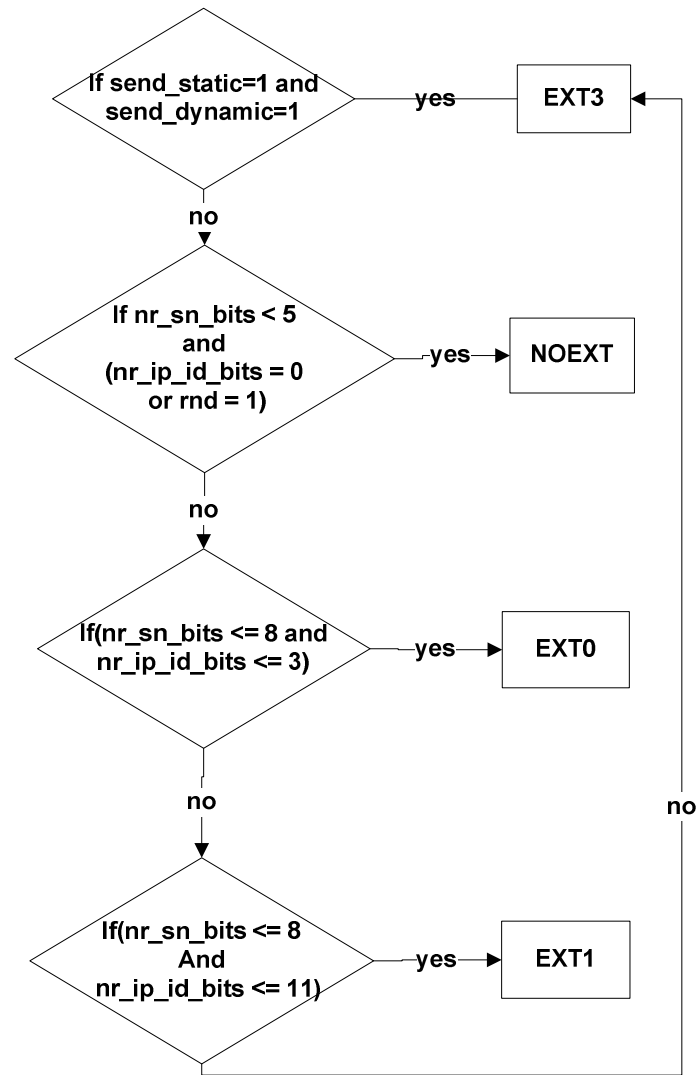 If send_static=1 and
send_dynamic=1
yes
EXT3
no
If nr_sn_bits < 5
and
(nr_ip_id_bits = 0
or rnd = 1)
yes
NOEXT
no
If(nr_sn_bits <= 8 and
nr_ip_id_bits <= 3)
yes
EXT0
no
no
If(nr_sn_bits <= 8
And
nr_ip_id_bits <= 11)
yes
EXT1